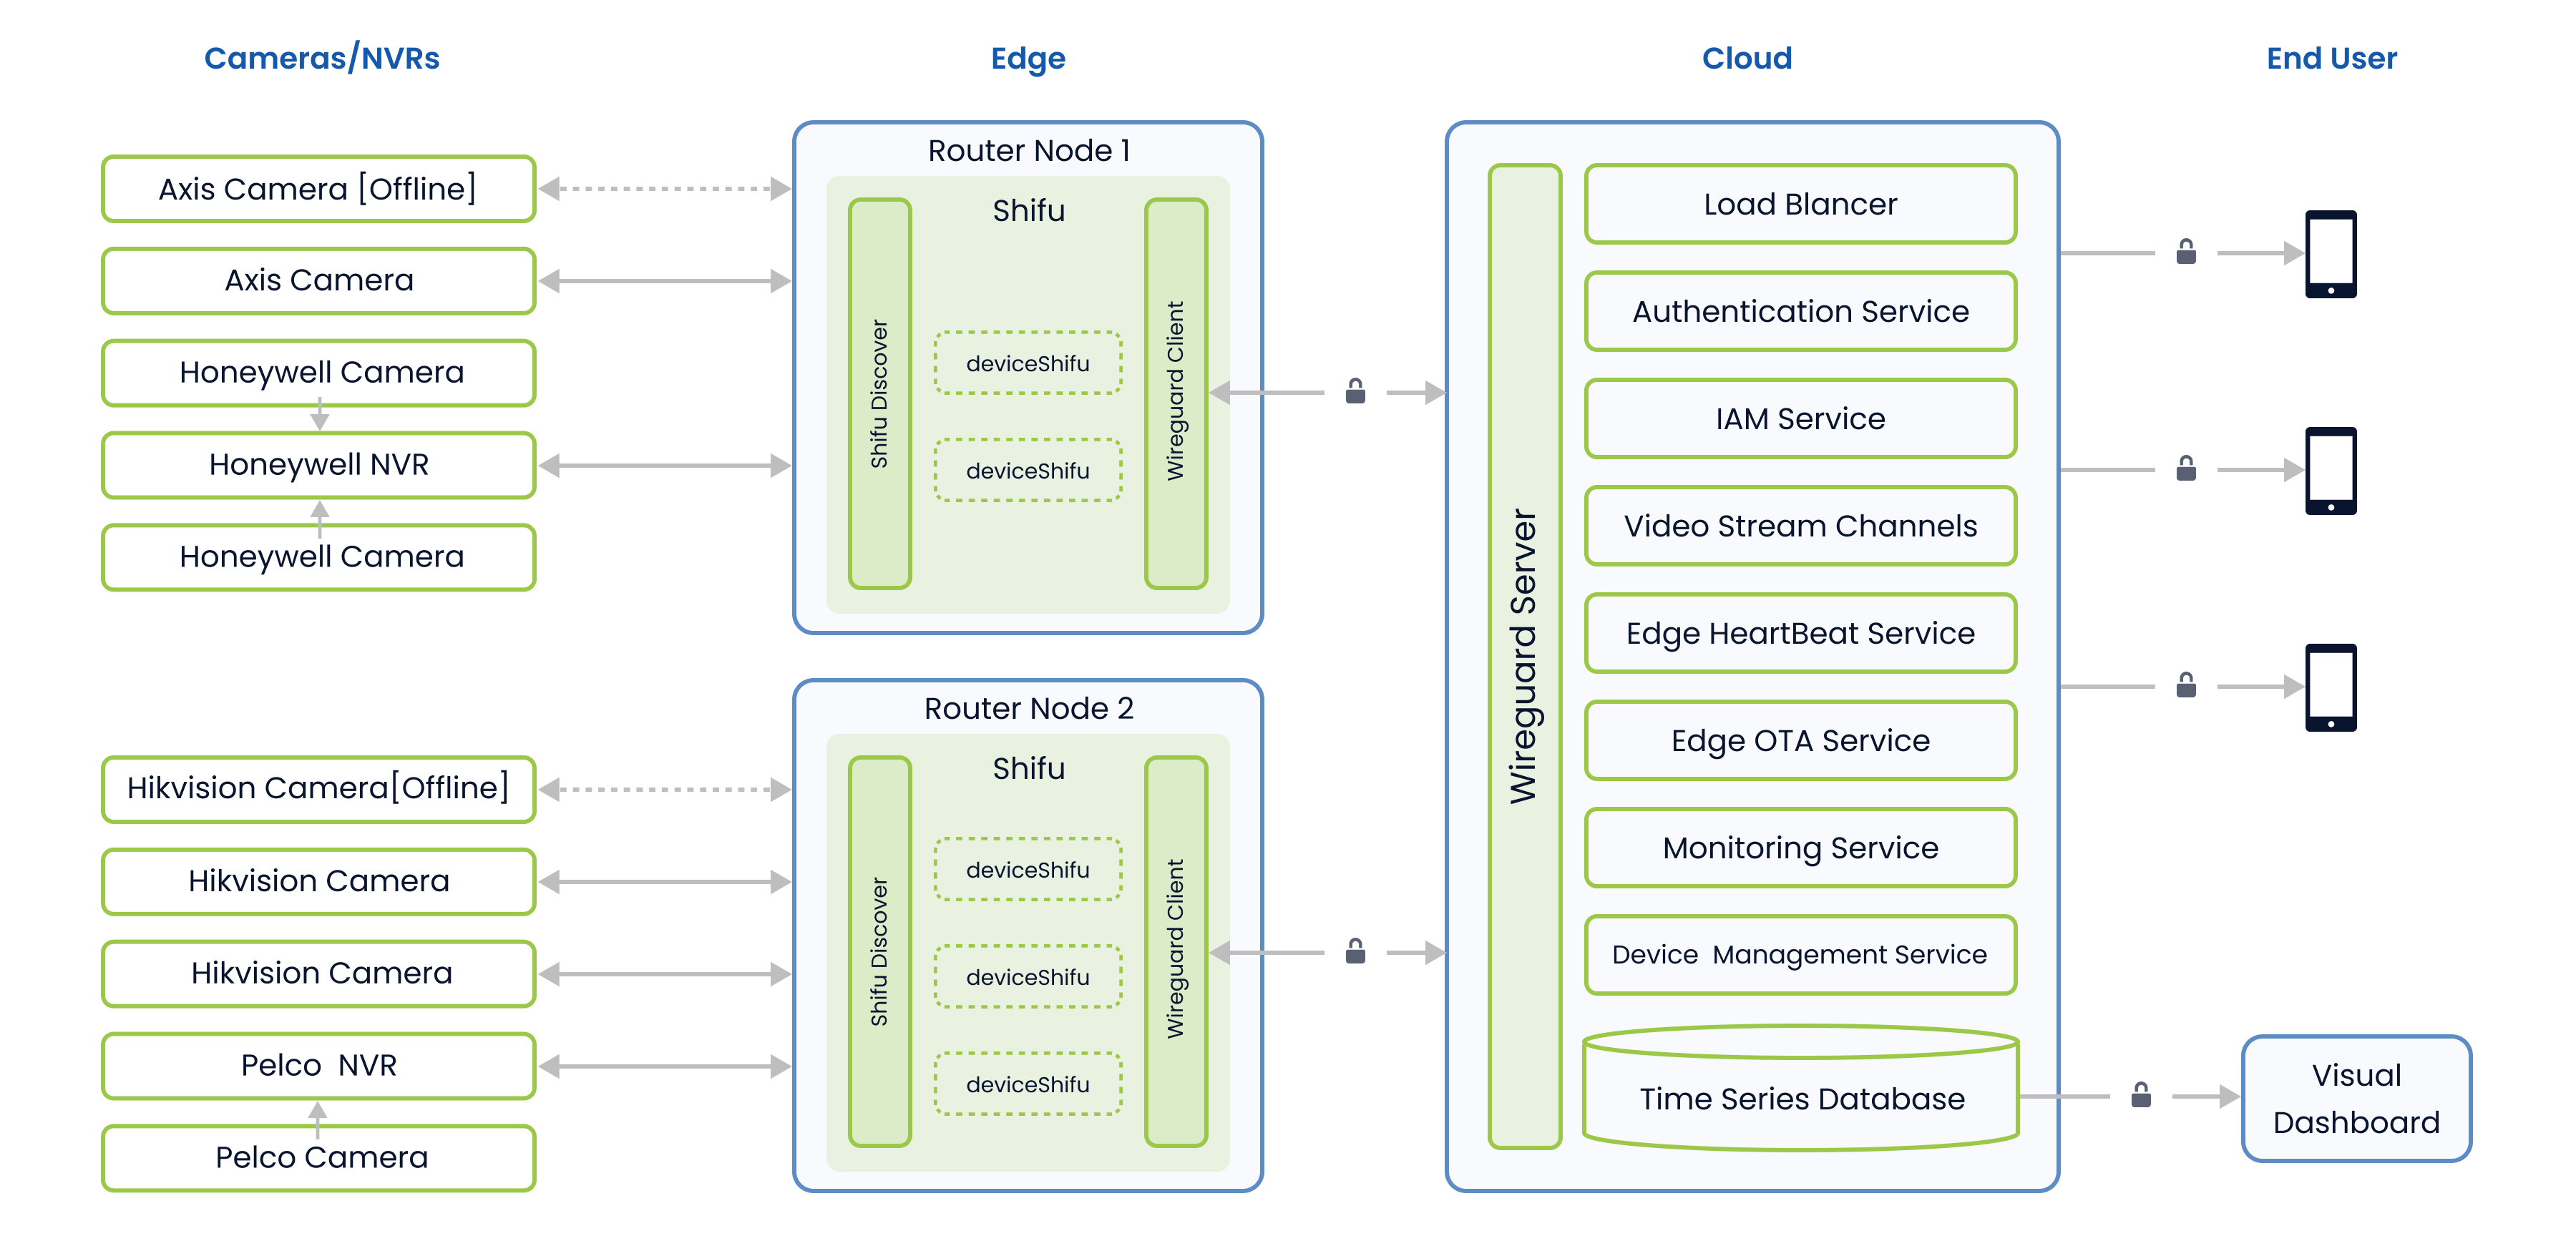 Cameras/NVRs
Edge
Cloud
End User
Axis Camera [Offline]
Axis Camera
Honeywell Camera
Honeywell NVR
Honeywell Camera
Hikvision Camera[Offline]
Hikvision Camera
Hikvision Camera
Pelco NVR
Pelco Camera
Router Node 1
Shifu
Shifu Discover
deviceShifu
deviceShifu
Wireguard Client
Router Node 2
Shifu
Shifu Discover
deviceShifu
deviceShifu
deviceShifu
Wireguard Client
Wireguard Server
Load Blancer
Authentication Service
IAM Service
Video Stream Channels
Edge HeartBeat Service
Edge OTA Service
Monitoring Service
Device Management Service
Time Series Database
Visual
Dashboard